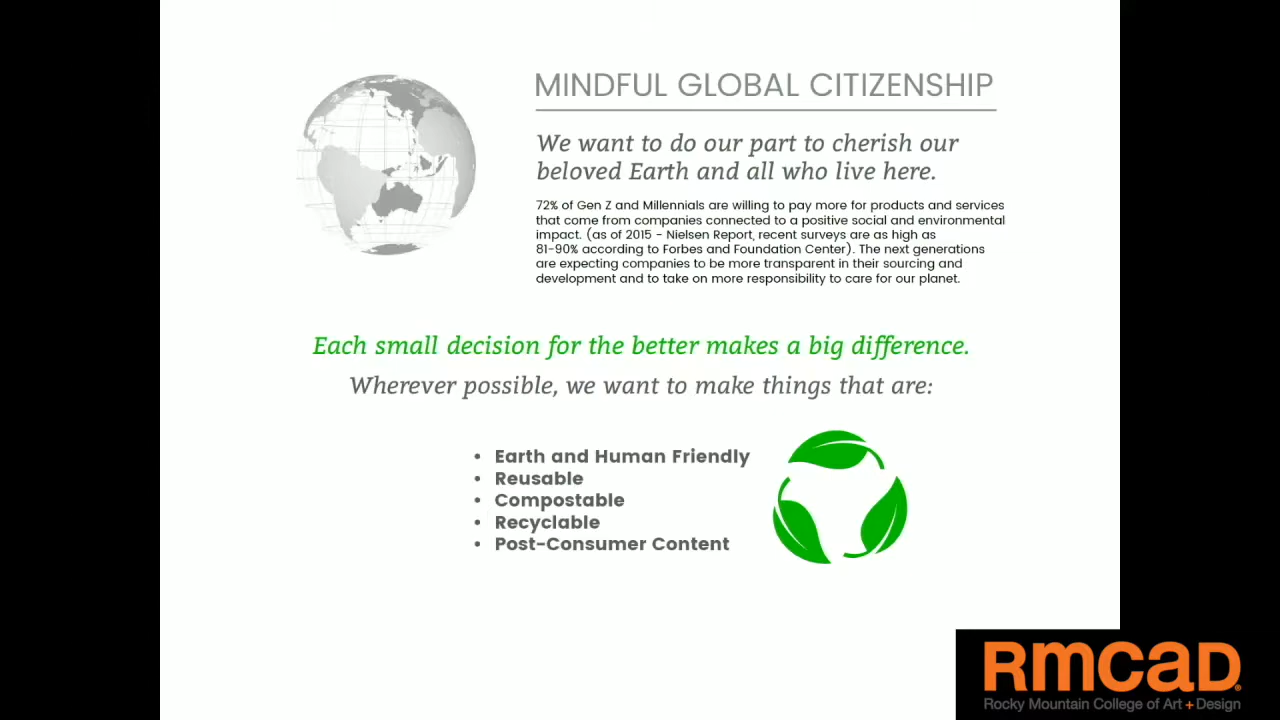 MINDFUL GLOBAL CITIZENSHIP
We want to do our part to cherish our
beloved Earth and all who live here.
72% of Gen Z and Millennials are willing to pay more for products and services
that come from companies connected to a positive social and environmental
impact. (as of 2015 - Nielsen Report, recent surveys are as high as
81-90% according to Forbes and Foundation Center). The next generations
are expecting companies to be more transparent in their sourcing and
development and to take on more responsibility to care for our planet.
Each small decision for the better makes a big difference.
Wherever possible, we want to make things that are:
• Earth and Human Friendly
• Reusable
• Compostable
• Recyclable
• Post-Consumer Content
RMCAD®
Rocky Mountain College of Art + Design